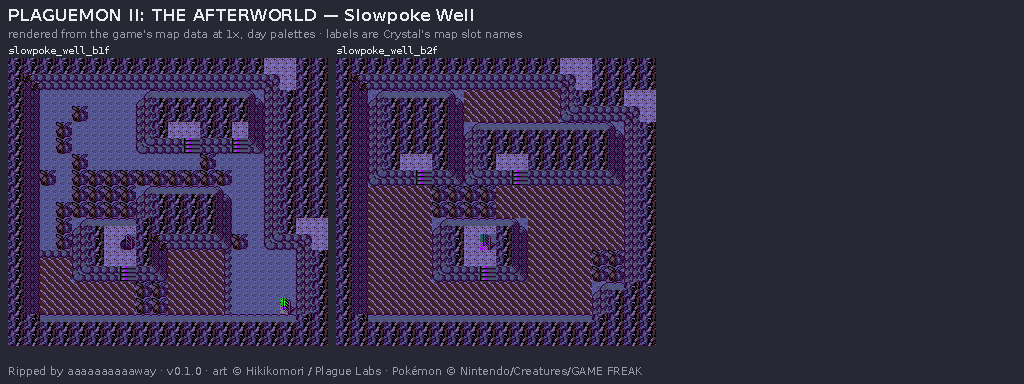 PLAGUEMON II: THE AFTERWORLD — Slowpoke Well
rendered from the game's map data at 1x, day palettes · labels are Crystal's map slot names
slowpoke_well_b1f
slowpoke_well_b2f
Ripped by aaaaaaaaaaway · v0.1.0 · art © Hikikomori / Plague Labs · Pokémon © Nintendo/Creatures/GAME FREAK